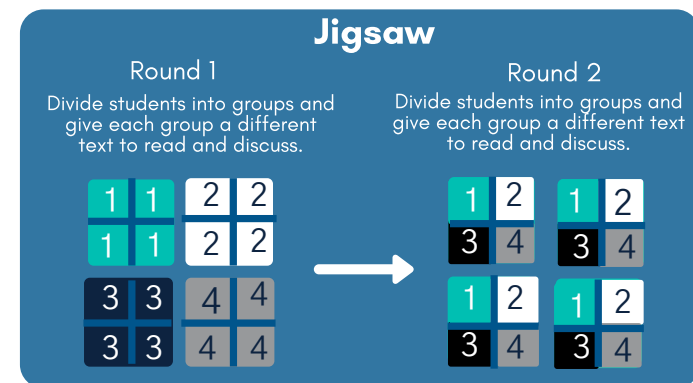 Jigsaw
Round 1
Divide students into groups and
give each group a different
text to read and discuss.
1 1 2 2
1 1 2 2
3 3 4 4
3 3 4 4
Round 2
Divide students into groups and
give each group a different text
to read and discuss.
1 2 1 2
3 4 3 4
1 2 1 2
3 4 3 4